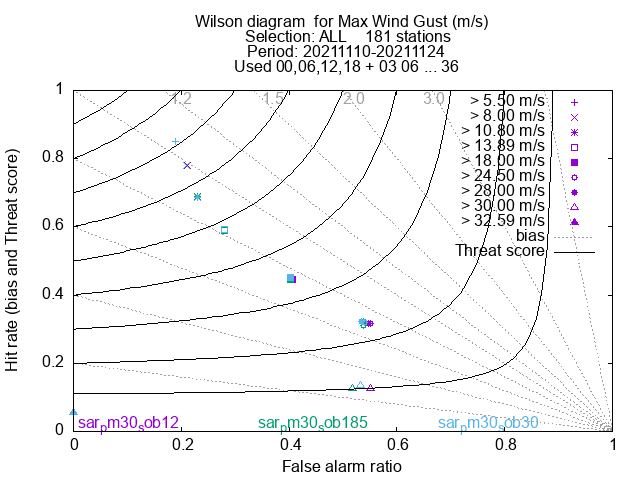 Wilson diagram for Max Wind Gust (m/s)
Selection: ALL 181 stations
Period: 20211110-20211124
Used 00,06,12,18 + 03 06 ... 36
1 1.2 1.5 2.0 3.0
> 5.50 m/s
> 8.00 m/s
> 10.80 m/s
> 13.89 m/s
> 18.00 m/s
> 24.50 m/s
> 28.00 m/s
> 30.00 m/s
> 32.59 m/s
bias
Threat score
0.8
0.6
0.4
0.2
0
Hit rate (bias and Threat score)
sarpm30sob12 sarpm30sob185 sarpm30sob30
0 0.2 0.4 0.6 0.8 1
False alarm ratio